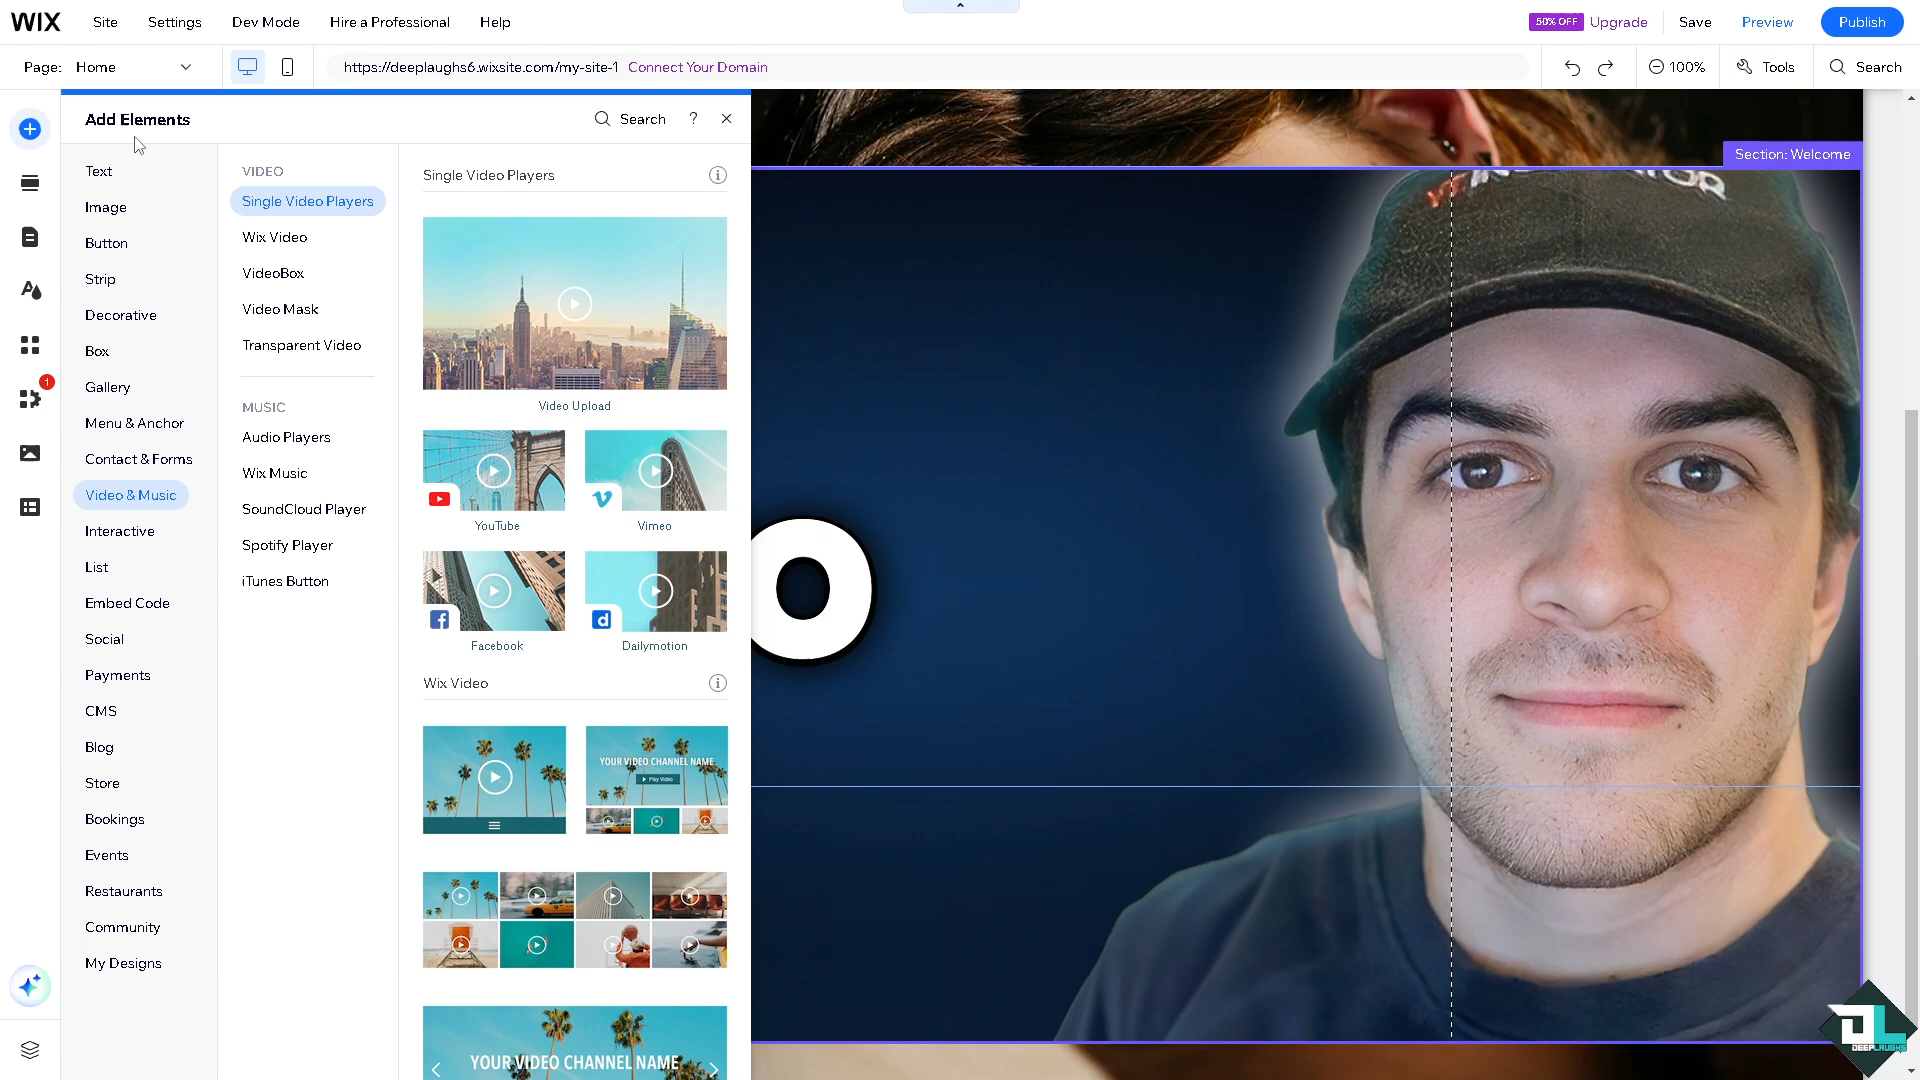 WIX Site Settings Dev Mode Hire a Professional Help 50% OFF Upgrade Save Preview Publish
Page: Home https://deeplaughs6.wixsite.com/my-site-1 Connect Your Domain 100% Tools Search
Add Elements Search ?
Text
Image
Button
Strip
Decorative
Box
Gallery
Menu & Anchor
Contact & Forms
Video & Music
Interactive
List
Embed Code
Social
Payments
CMS
Blog
Store
Bookings
Events
Restaurants
Community
My Designs
1
VIDEO
Single Video Players
Wix Video
VideoBox
Video Mask
Transparent Video
MUSIC
Audio Players
Wix Music
SoundCloud Player
Spotify Player
iTunes Button
Single Video Players
Video Upload
YouTube Vimeo
Facebook Dailymotion
Wix Video
YOUR VIDEO CHANNEL NAME
Play Video
YOUR VIDEO CHANNEL NAME
Section: Welcome
O
DL
DEEPLAUGHS